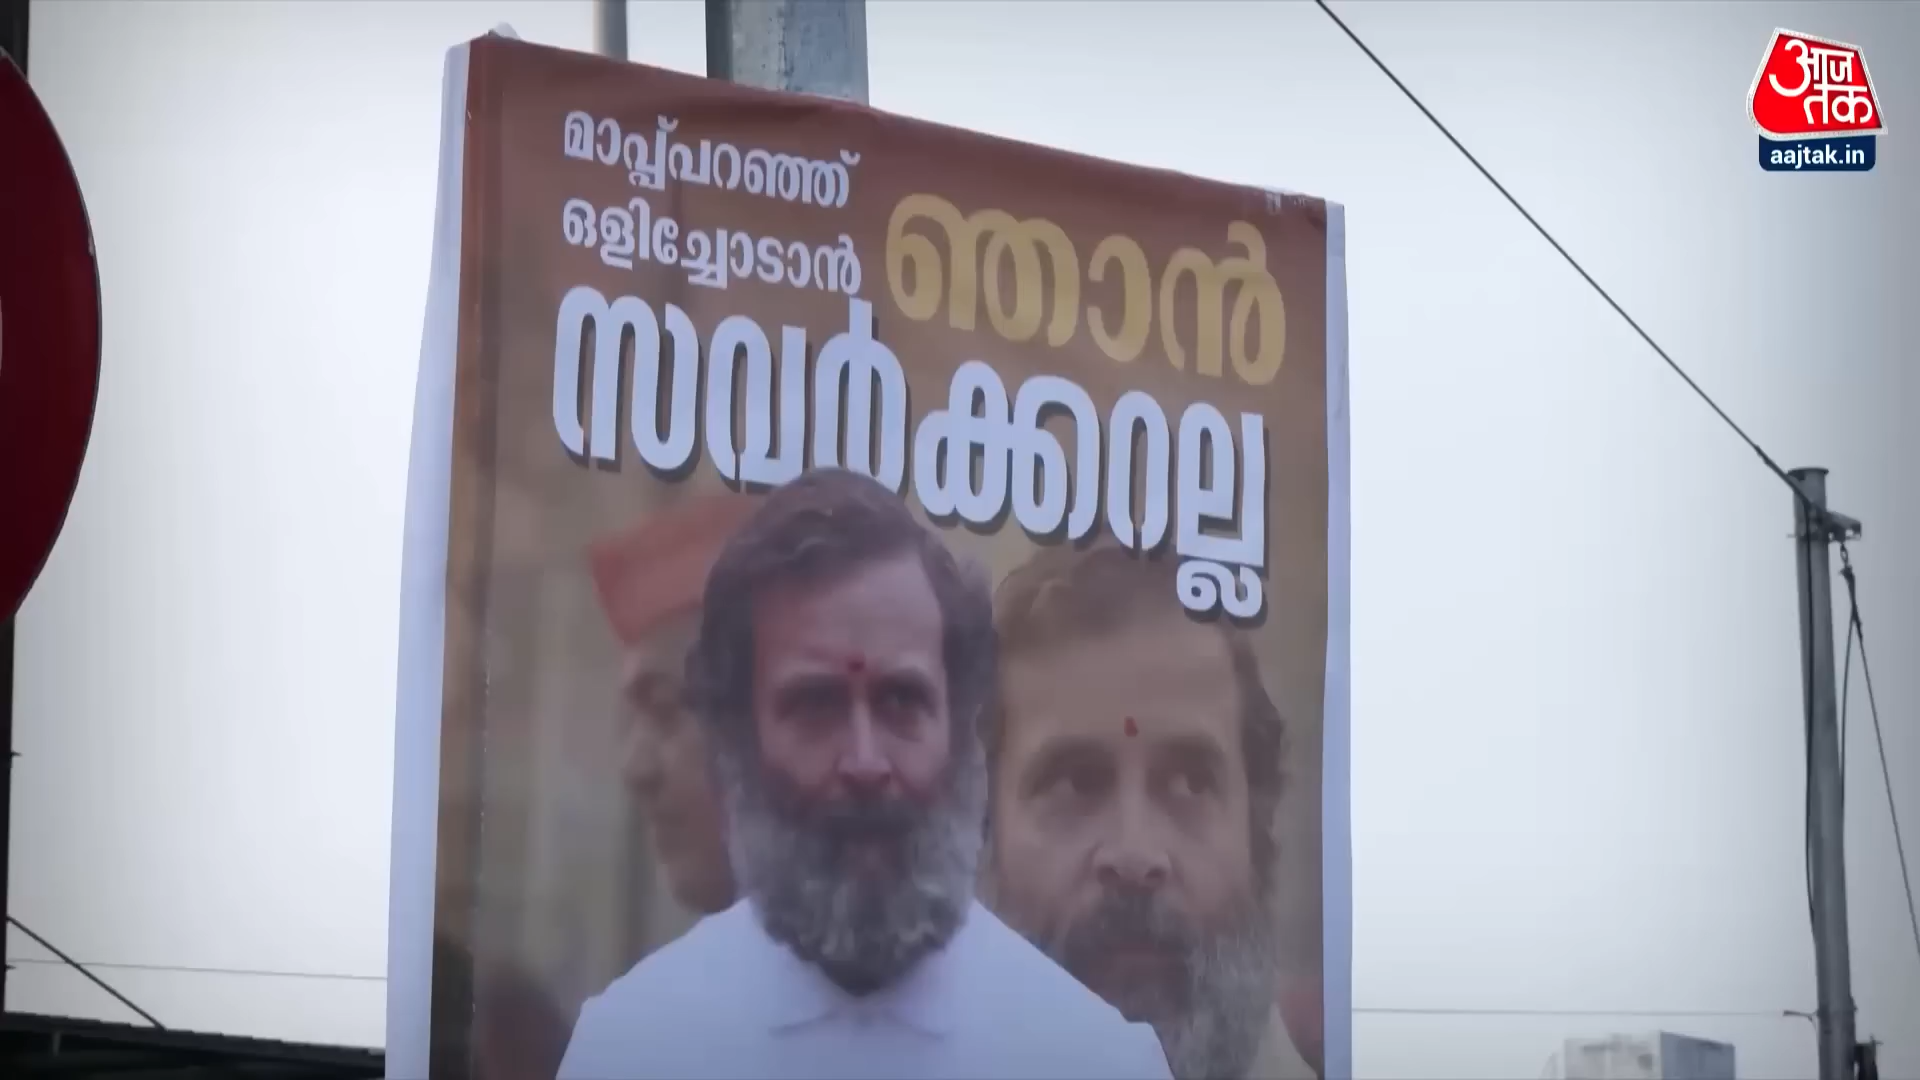 മാപ്പ്പറഞ്ഞ്
ഒളിച്ചോടാൻ
ഞാൻ
സവർക്കറല്ല
आज
तक
aajtak.in